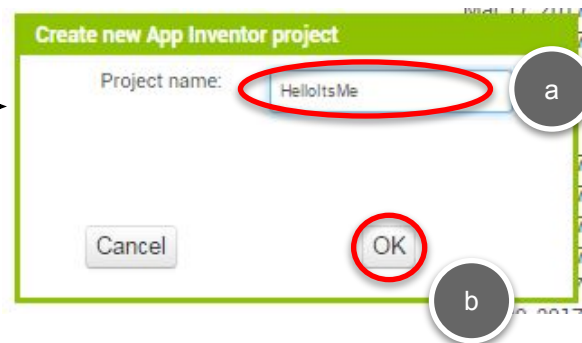 Create new App Inventor project
Project name:
HelloItsMe
a
Cancel
OK
b